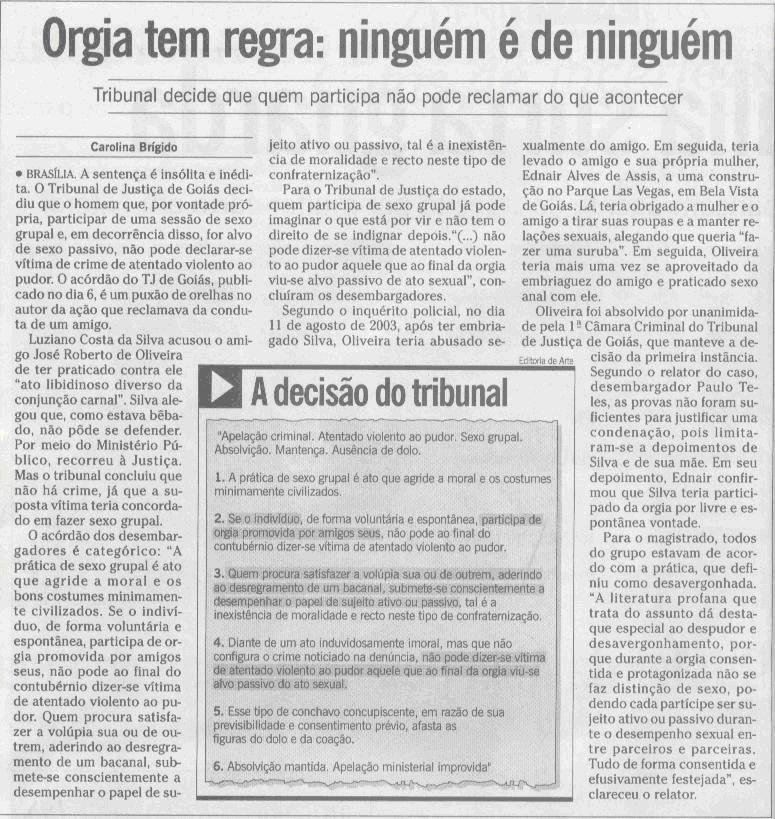 Orgia tem regra: ninguém é de ninguém
Tribunal decide que quem participa não pode reclamar do que acontecer
Carolina Brígido
● BRASÍLIA. A sentença é insólita e inédi-
ta. O Tribunal de Justiça de Goiás deci-
diu que o homem que, por vontade pró-
pria, participar de uma sessão de sexo
grupal e, em decorrência disso, for alvo
de sexo passivo, não pode declarar-se
vítima de crime de atentado violento ao
pudor. O acórdão do TJ de Goiás, publi-
cado no dia 6, é um puxão de orelhas no
autor da ação que reclamava da condu-
ta de um amigo.
Luziano Costa da Silva acusou o ami-
go José Roberto de Oliveira
de ter praticado contra ele
"ato libidinoso diverso da
conjunção carnal". Silva ale-
gou que, como estava bêba-
do, não pôde se defender.
Por meio do Ministério Pú-
blico, recorreu à Justiça.
Mas o tribunal concluiu que
não há crime, já que a su-
posta vítima teria concorda-
do em fazer sexo grupal.
O acórdão dos desembar-
gadores é categórico: "A
prática de sexo grupal é ato
que agride a moral e os
bons costumes minimamen-
te civilizados. Se o indiví-
duo, de forma voluntária e
espontânea, participa de or-
gia promovida por amigos
seus, não pode ao final do
contubérnio dizer-se vítima
de atentado violento ao pu-
dor. Quem procura satisfa-
zer a volúpia sua ou de ou-
trem, aderindo ao desregra-
mento de um bacanal, sub-
mete-se conscientemente a
desempenhar o papel de su-
jeito ativo ou passivo, tal é a inexistên-
cia de moralidade e recto neste tipo de
confraternização".
Para o Tribunal de Justiça do estado,
quem participa de sexo grupal já pode
imaginar o que está por vir e não tem o
direito de se indignar depois."(...) não
pode dizer-se vítima de atentado violen-
to ao pudor aquele que ao final da orgia
viu-se alvo passivo de ato sexual", con-
cluíram os desembargadores.
Segundo o inquérito policial, no dia
11 de agosto de 2003, após ter embria-
gado Silva, Oliveira teria abusado se-
xualmente do amigo. Em seguida, teria
levado o amigo e sua própria mulher,
Ednair Alves de Assis, a uma constru-
ção no Parque Las Vegas, em Bela Vista
de Goiás. Lá, teria obrigado a mulher e o
amigo a tirar suas roupas e a manter re-
lações sexuais, alegando que queria "fa-
zer uma suruba". Em seguida, Oliveira
teria mais uma vez se aproveitado da
embriaguez do amigo e praticado sexo
anal com ele.
Oliveira foi absolvido por unanimida-
de pela 1ª Câmara Criminal do Tribunal
de Justiça de Goiás, que manteve a de-
cisão da primeira instância.
Segundo o relator do caso,
desembargador Paulo Te-
les, as provas não foram su-
ficientes para justificar uma
condenação, pois limita-
ram-se a depoimentos de
Silva e de sua mãe. Em seu
depoimento, Ednair confir-
mou que Silva teria partici-
pado da orgia por livre e es-
pontânea vontade.
Para o magistrado, todos
do grupo estavam de acor-
do com a prática, que defi-
niu como desavergonhada.
"A literatura profana que
trata do assunto dá desta-
que especial ao despudor e
desavergonhamento, por-
que durante a orgia consen-
tida e protagonizada não se
faz distinção de sexo, po-
dendo cada partícipe ser su-
jeito ativo ou passivo duran-
te o desempenho sexual en-
tre parceiros e parceiras.
Tudo de forma consentida e
efusivamente festejada", es-
clareceu o relator.
Editoria de Arte
A decisão do tribunal
"Apelação criminal. Atentado violento ao pudor. Sexo grupal.
Absolvição. Mantença. Ausência de dolo.
1. A prática de sexo grupal é ato que agride a moral e os costumes
minimamente civilizados.
2. Se o indivíduo, de forma voluntária e espontânea, participa de
orgia promovida por amigos seus, não pode ao final do
contubérnio dizer-se vítima de atentado violento ao pudor.
3. Quem procura satisfazer a volúpia sua ou de outrem, aderindo
ao desregramento de um bacanal, submete-se conscientemente a
desempenhar o papel de sujeito ativo ou passivo, tal é a
inexistência de moralidade e recto neste tipo de confraternização.
4. Diante de um ato induvidosamente imoral, mas que não
configura o crime noticiado na denúncia, não pode dizer-se vítima
de atentado violento ao pudor aquele que ao final da orgia viu-se
alvo passivo do ato sexual.
5. Esse tipo de conchavo concupiscente, em razão de sua
previsibilidade e consentimento prévio, afasta as
figuras do dolo e da coação.
6. Absolvição mantida. Apelação ministerial improvida"